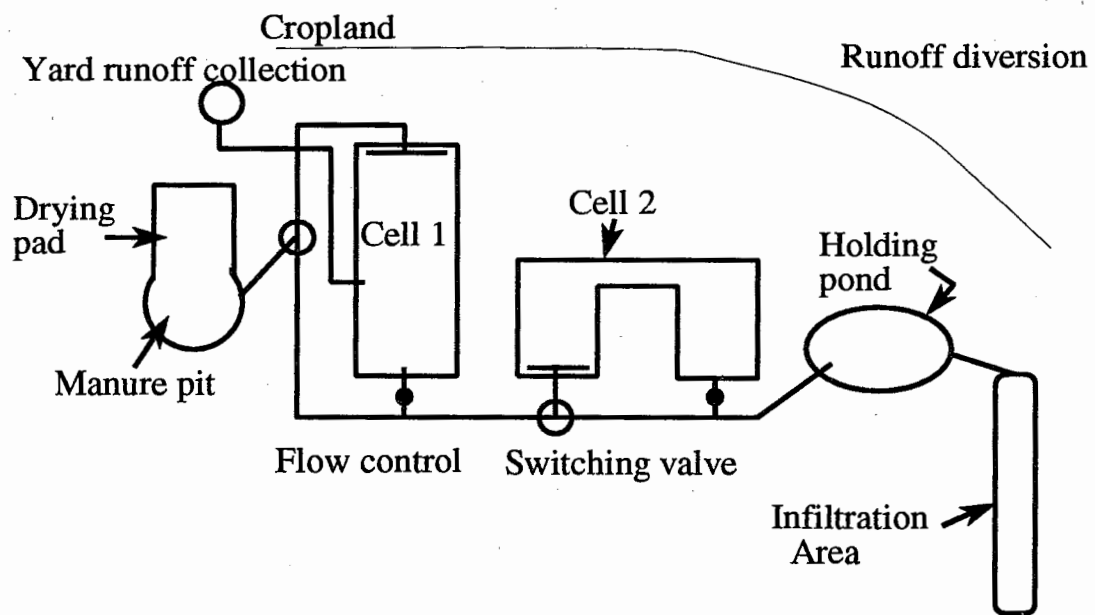 Cropland
Yard runoff collection
Runoff diversion
Drying
pad
Cell 1
Cell 2
Holding
pond
Manure pit
Flow control
Switching valve
Infiltration
Area